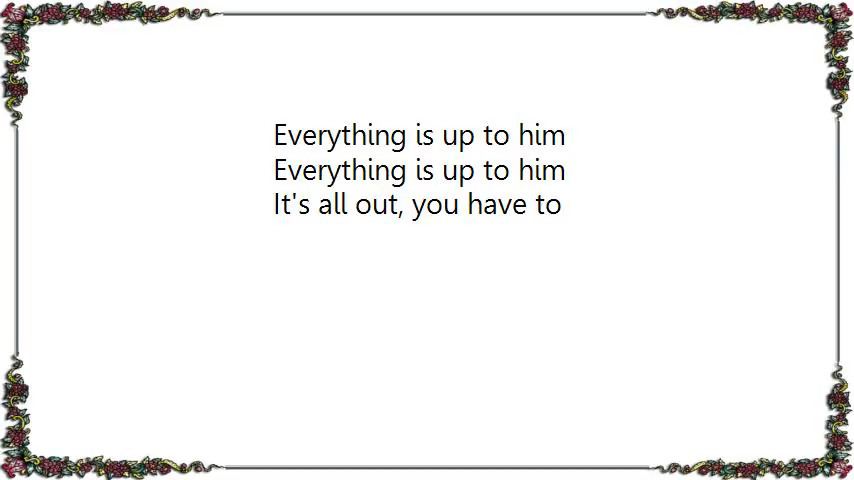 Everything is up to him
Everything is up to him
It's all out, you have to